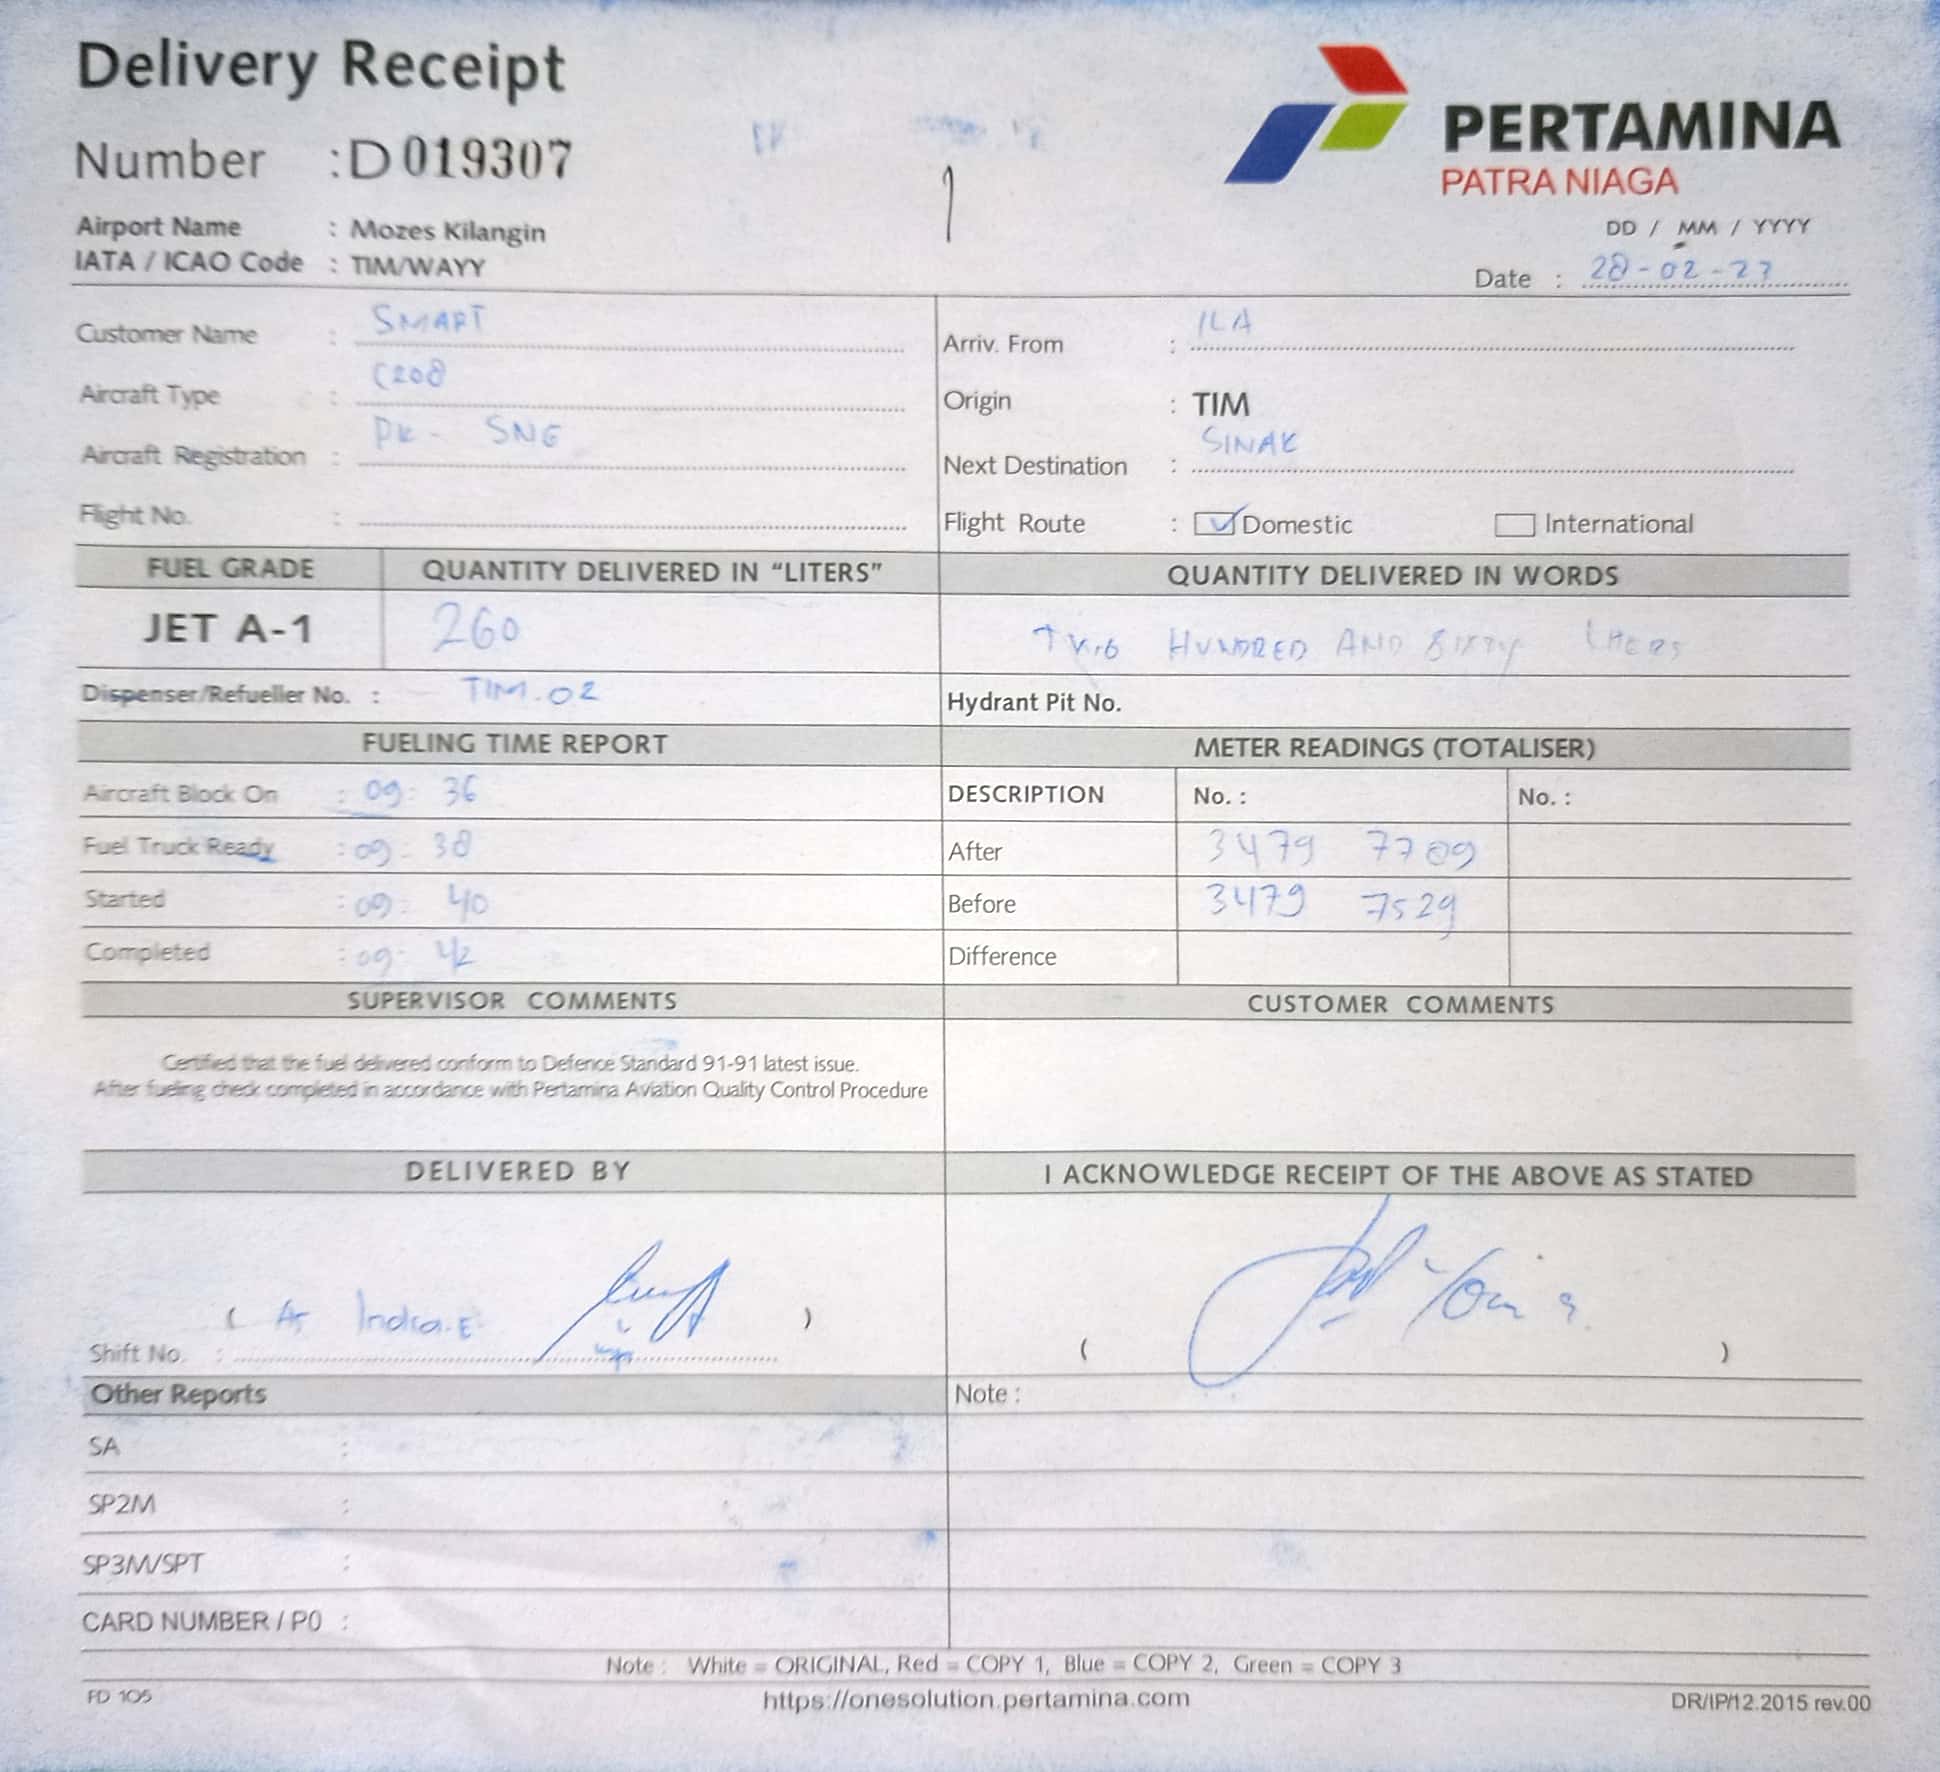 Delivery Receipt
Number : D 019307
Airport Name : Mozes Kilangin
IATA / ICAO Code : TIM/WAYY
PERTAMINA
PATRA NIAGA
DD / MM / YYYY
Date : 28-02-23
Customer Name : SMART
Aircraft Type : C208
Aircraft Registration : PK - SNG
Flight No. :
Arriv. From : ILA
Origin : TIM
Next Destination : SINAK
Flight Route : Domestic International
FUEL GRADE QUANTITY DELIVERED IN "LITERS" QUANTITY DELIVERED IN WORDS
JET A-1 260 TWO HUNDRED AND SIXTY LITERS
Dispenser/Refueller No. : TIM.02 Hydrant Pit No.
FUELING TIME REPORT METER READINGS (TOTALISER)
Aircraft Block On : 09: 36 DESCRIPTION No. : No. :
Fuel Truck Ready : 09: 38 After 3479 7789
Started : 09: 40 Before 3479 7529
Completed : 09: 42 Difference
SUPERVISOR COMMENTS CUSTOMER COMMENTS
Certified that the fuel delivered conform to Defence Standard 91-91 latest issue.
After fueling check completed in accordance with Pertamina Aviation Quality Control Procedure
DELIVERED BY I ACKNOWLEDGE RECEIPT OF THE ABOVE AS STATED
( Indra.E ) ( )
Shift No. :
Other Reports Note :
SA :
SP2M :
SP3M/SPT :
CARD NUMBER / PO :
Note : White = ORIGINAL, Red = COPY 1, Blue = COPY 2, Green = COPY 3
FD 105 https://onesolution.pertamina.com DR/IP/12.2015 rev.00